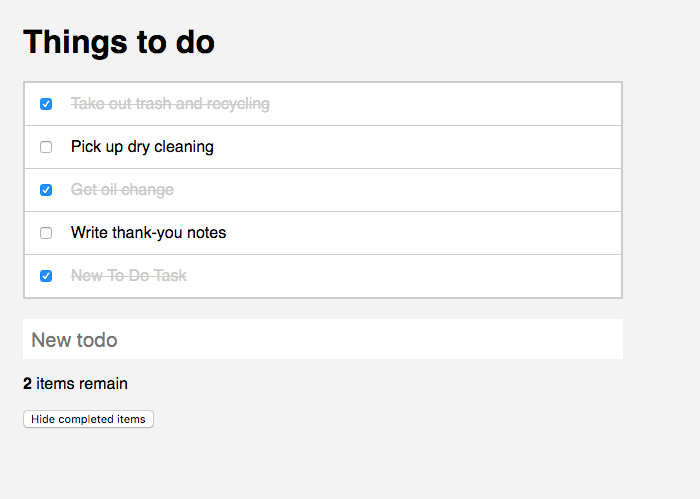 Things to do
Take out trash and recycling
Pick up dry cleaning
Get oil change
Write thank-you notes
New To Do Task
New todo
2 items remain
Hide completed items